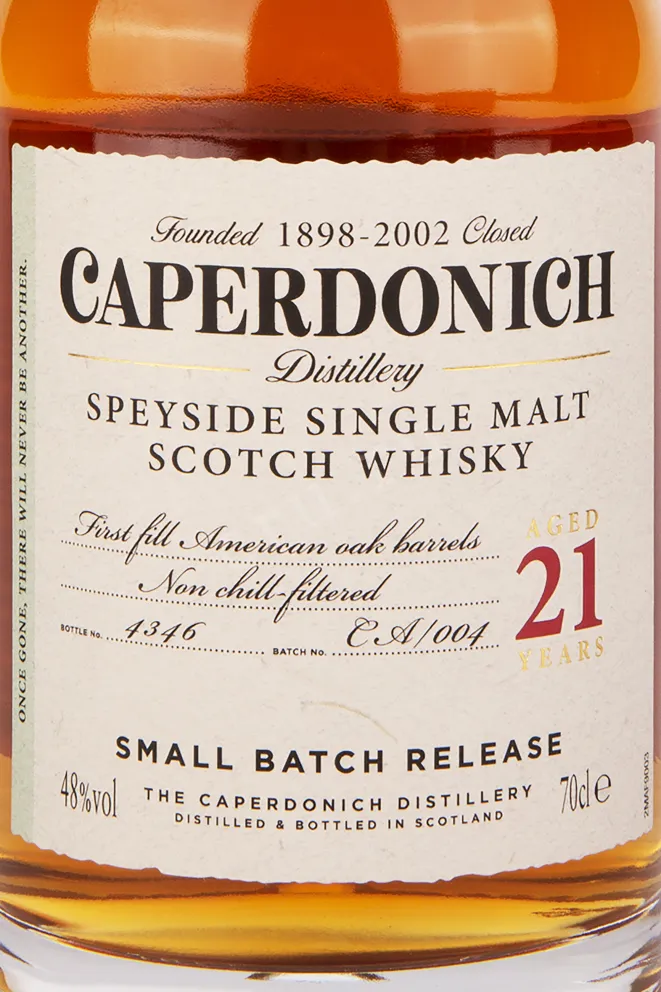 Founded 1898-2002 Closed
CAPERDONICH
Distillery
SPEYSIDE SINGLE MALT
SCOTCH WHISKY
First fill American oak barrels
Non chill-filtered
BOTTLE No. 4346 BATCH No. CA/004
AGED
21
YEARS
SMALL BATCH RELEASE
48%vol
THE CAPERDONICH DISTILLERY
DISTILLED & BOTTLED IN SCOTLAND
70cl e
ONCE GONE, THERE WILL NEVER BE ANOTHER.
2MAF9003